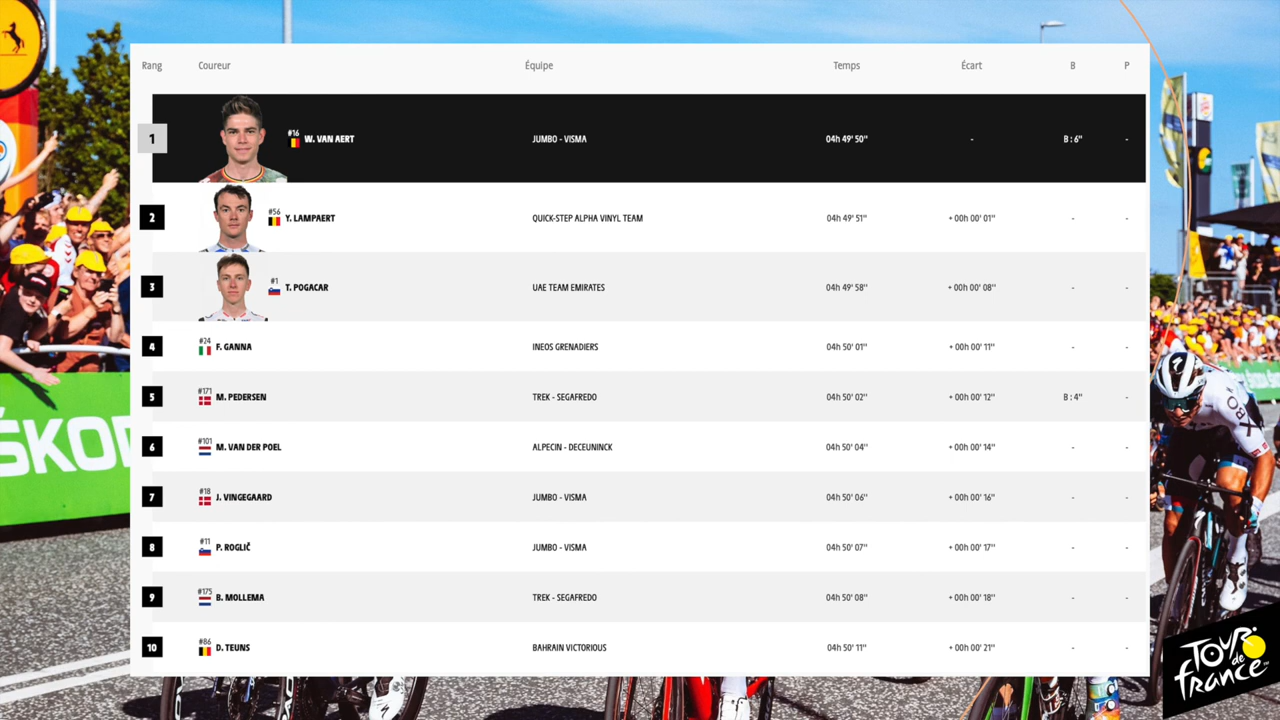 Rang Coureur Équipe Temps Écart B P
1 #16 W. VAN AERT JUMBO - VISMA 04h 49' 50'' - B : 6'' -
2 #56 Y. LAMPAERT QUICK-STEP ALPHA VINYL TEAM 04h 49' 51'' + 00h 00' 01'' - -
3 #1 T. POGACAR UAE TEAM EMIRATES 04h 49' 58'' + 00h 00' 08'' - -
4 #24 F. GANNA INEOS GRENADIERS 04h 50' 01'' + 00h 00' 11'' - -
5 #171 M. PEDERSEN TREK - SEGAFREDO 04h 50' 02'' + 00h 00' 12'' B : 4'' -
6 #101 M. VAN DER POEL ALPECIN - DECEUNINCK 04h 50' 04'' + 00h 00' 14'' - -
7 #18 J. VINGEGAARD JUMBO - VISMA 04h 50' 06'' + 00h 00' 16'' - -
8 #11 P. ROGLIČ JUMBO - VISMA 04h 50' 07'' + 00h 00' 17'' - -
9 #175 B. MOLLEMA TREK - SEGAFREDO 04h 50' 08'' + 00h 00' 18'' - -
10 #86 D. TEUNS BAHRAIN VICTORIOUS 04h 50' 11'' + 00h 00' 21'' - -
ŠKO
TOUR
de
france